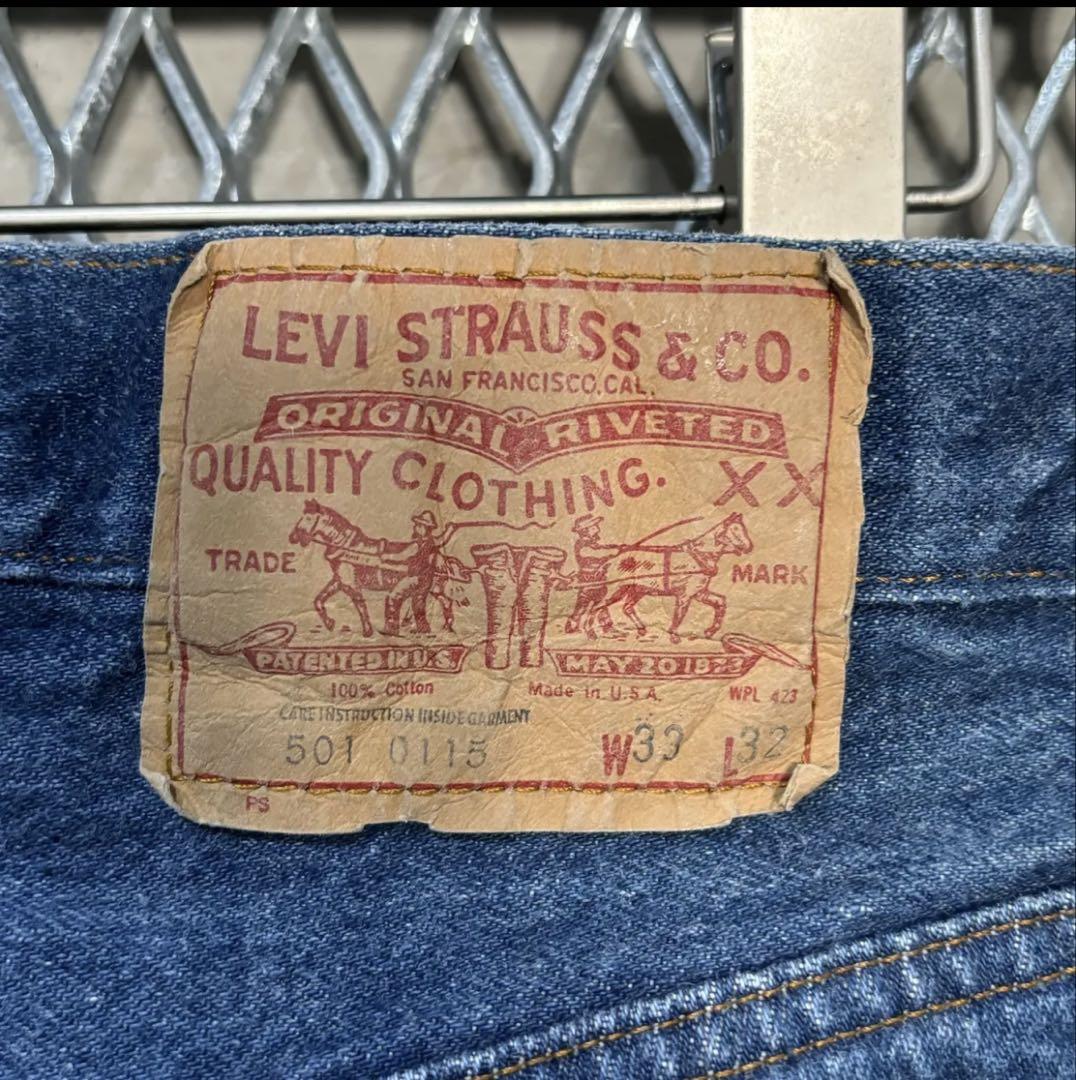 LEVI STRAUSS & CO.
SAN FRANCISCO, CAL.
ORIGINAL RIVETED
QUALITY CLOTHING. XX
TRADE MARK
PATENTED IN U.S. MAY 20 1873
100% Cotton Made in U.S.A. WPL 423
CARE INSTRUCTION INSIDE GARMENT
501 0115 W33 L32
PS